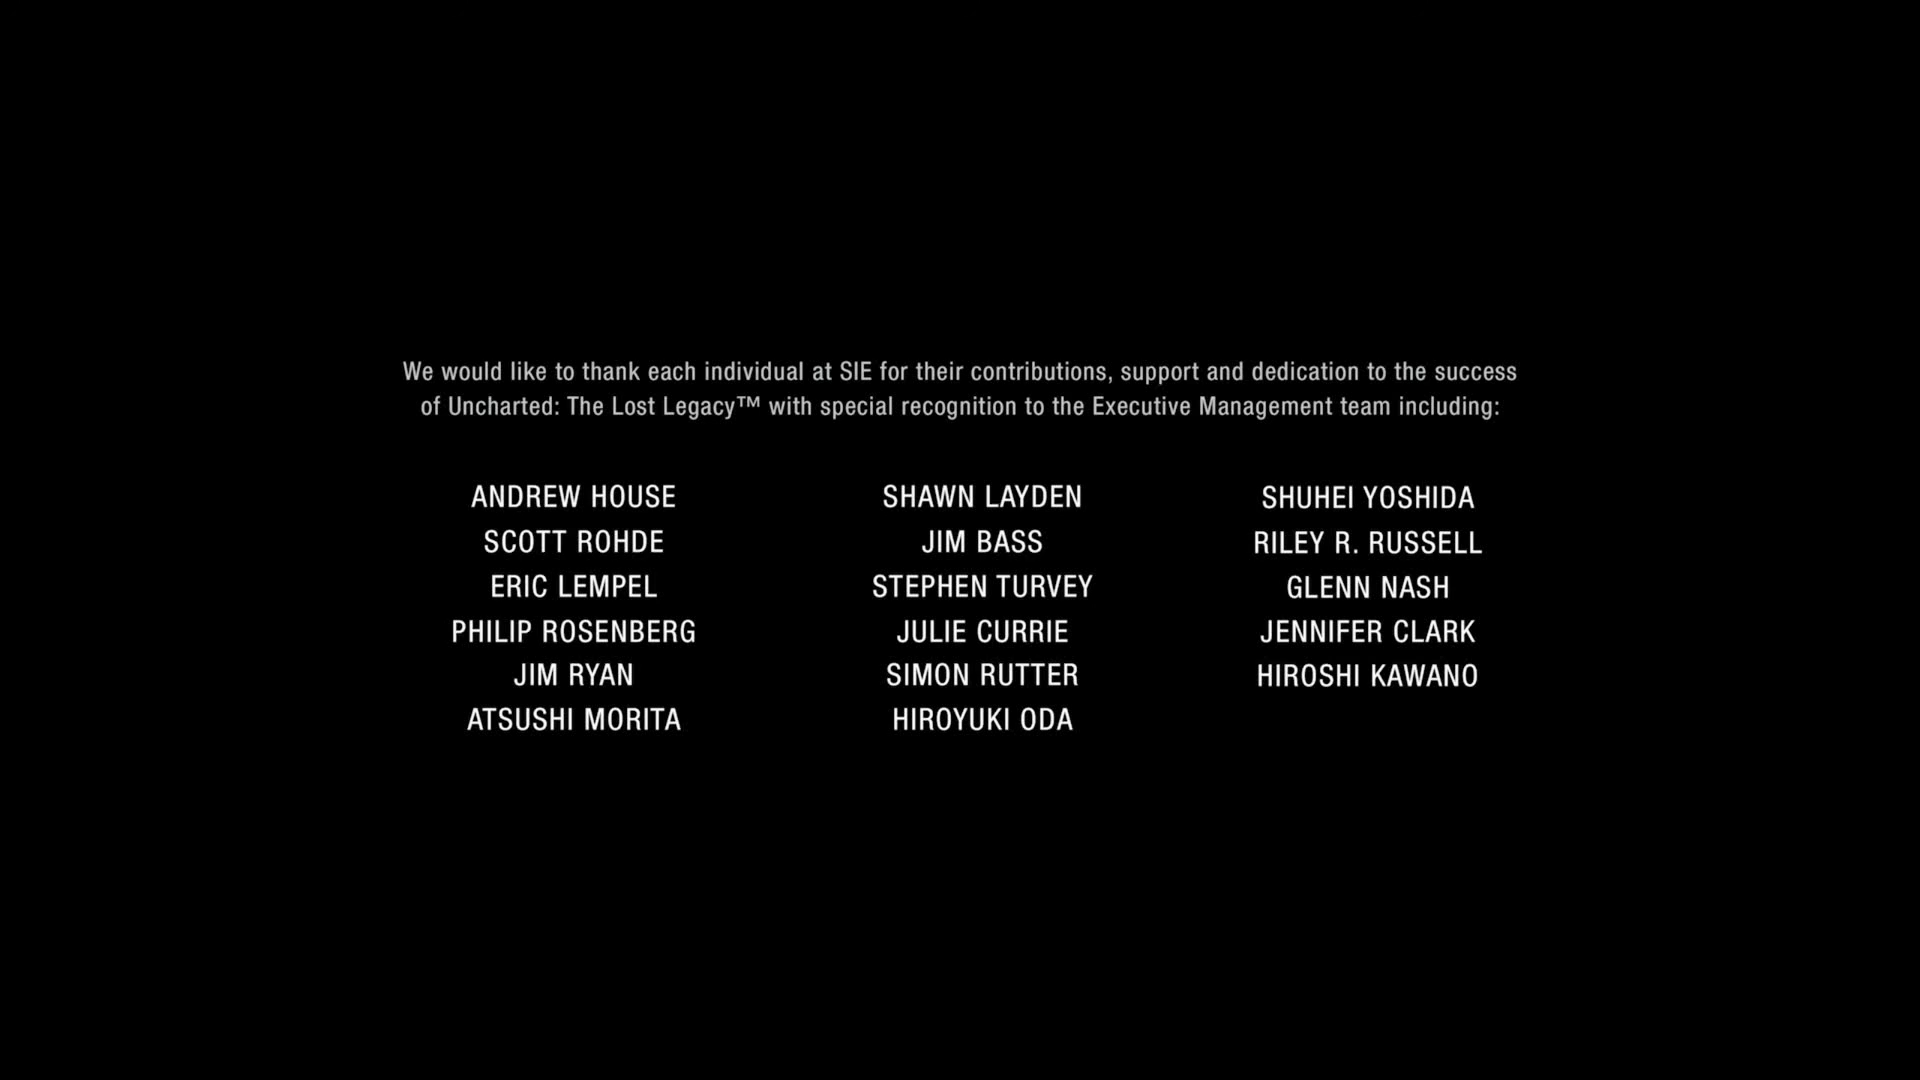 We would like to thank each individual at SIE for their contributions, support and dedication to the success
of Uncharted: The Lost Legacy™ with special recognition to the Executive Management team including:
ANDREW HOUSE SHAWN LAYDEN SHUHEI YOSHIDA
SCOTT ROHDE JIM BASS RILEY R. RUSSELL
ERIC LEMPEL STEPHEN TURVEY GLENN NASH
PHILIP ROSENBERG JULIE CURRIE JENNIFER CLARK
JIM RYAN SIMON RUTTER HIROSHI KAWANO
ATSUSHI MORITA HIROYUKI ODA